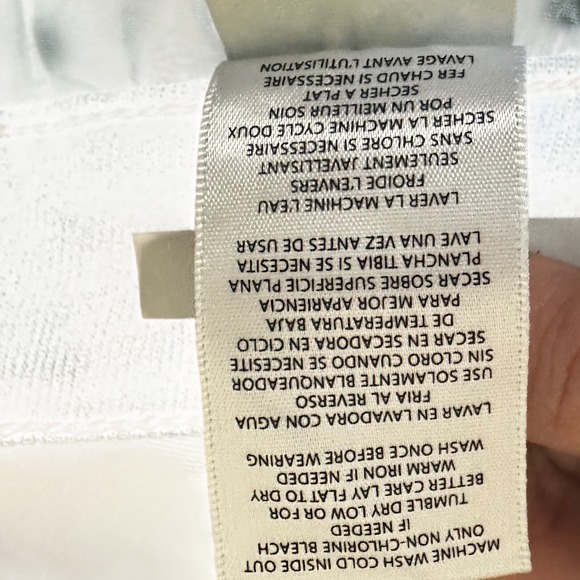 MACHINE WASH COLD INSIDE OUT
ONLY NON-CHLORINE BLEACH
IF NEEDED
TUMBLE DRY LOW OR FOR
BETTER CARE LAY FLAT TO DRY
WARM IRON IF NEEDED
WASH ONCE BEFORE WEARING
LAVAR EN LAVADORA CON AGUA
FRIA AL REVERSO
USE SOLAMENTE BLANQUEADOR
SIN CLORO CUANDO SE NECESITE
SECAR EN SECADORA EN CICLO
DE TEMPERATURA BAJA
PARA MEJOR APARIENCIA
SECAR SOBRE SUPERFICIE PLANA
PLANCHA TIBIA SI SE NECESITA
LAVE UNA VEZ ANTES DE USAR
LAVER LA MACHINE L'EAU
FROIDE L'ENVERS
SEULEMENT JAVELLISANT
SANS CHLORE SI NECESSAIRE
SECHER LA MACHINE CYCLE DOUX
POR UN MEILLEUR SOIN
SECHER A PLAT
FER CHAUD SI NECESSAIRE
LAVAGE AVANT L'UTILISATION